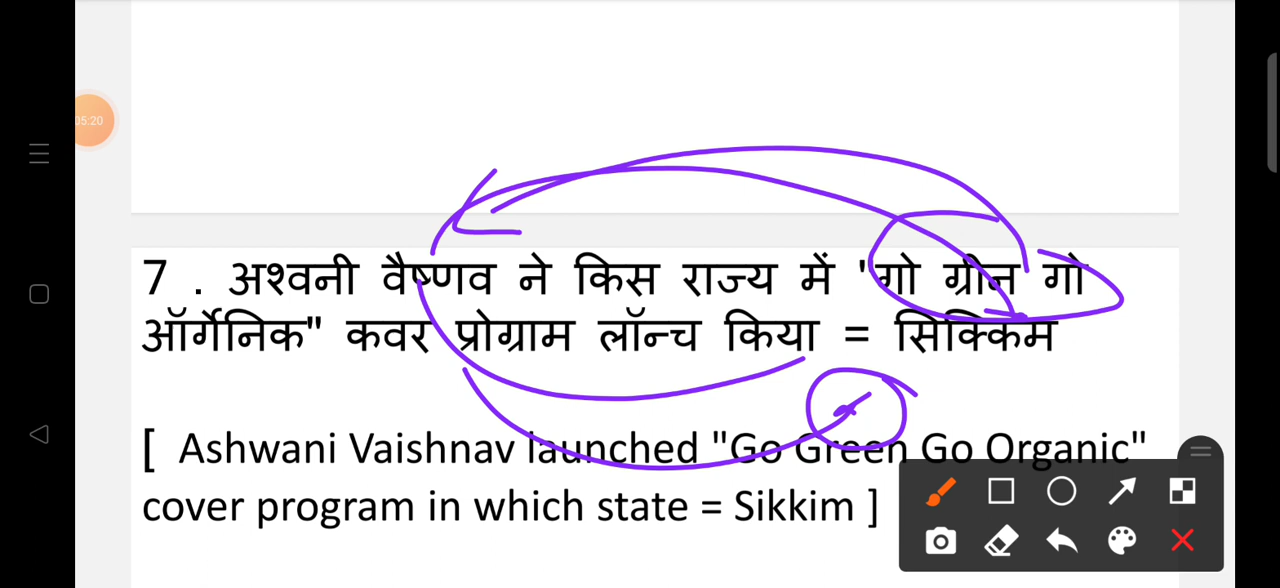 05:20
7 . अश्वनी वैष्णव ने किस राज्य में 'गो ग्रीन गो
ऑर्गेनिक" कवर प्रोग्राम लॉन्च किया = सिक्किम
[ Ashwani Vaishnav launched "Go Green Go Organic"
cover program in which state = Sikkim ]